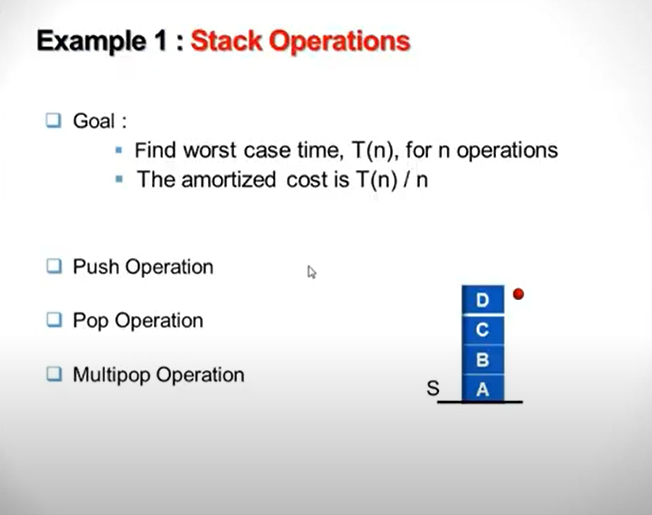 Example 1 : Stack Operations
Goal :
Find worst case time, T(n), for n operations
The amortized cost is T(n) / n
Push Operation
Pop Operation
Multipop Operation
D
C
B
S A